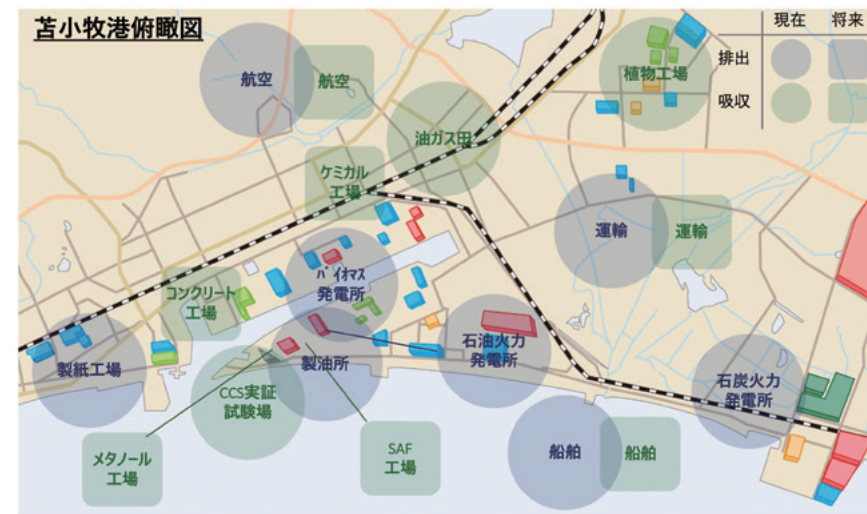 苫小牧港俯瞰図
現在 将来
排出
吸収
航空
航空
植物工場
油ガス田
ケミカル
工場
運輸
運輸
バイオマス
発電所
コンクリート
工場
石油火力
発電所
製紙工場
製油所
石炭火力
発電所
CCS実証
試験場
メタノール
工場
SAF
工場
船舶
船舶